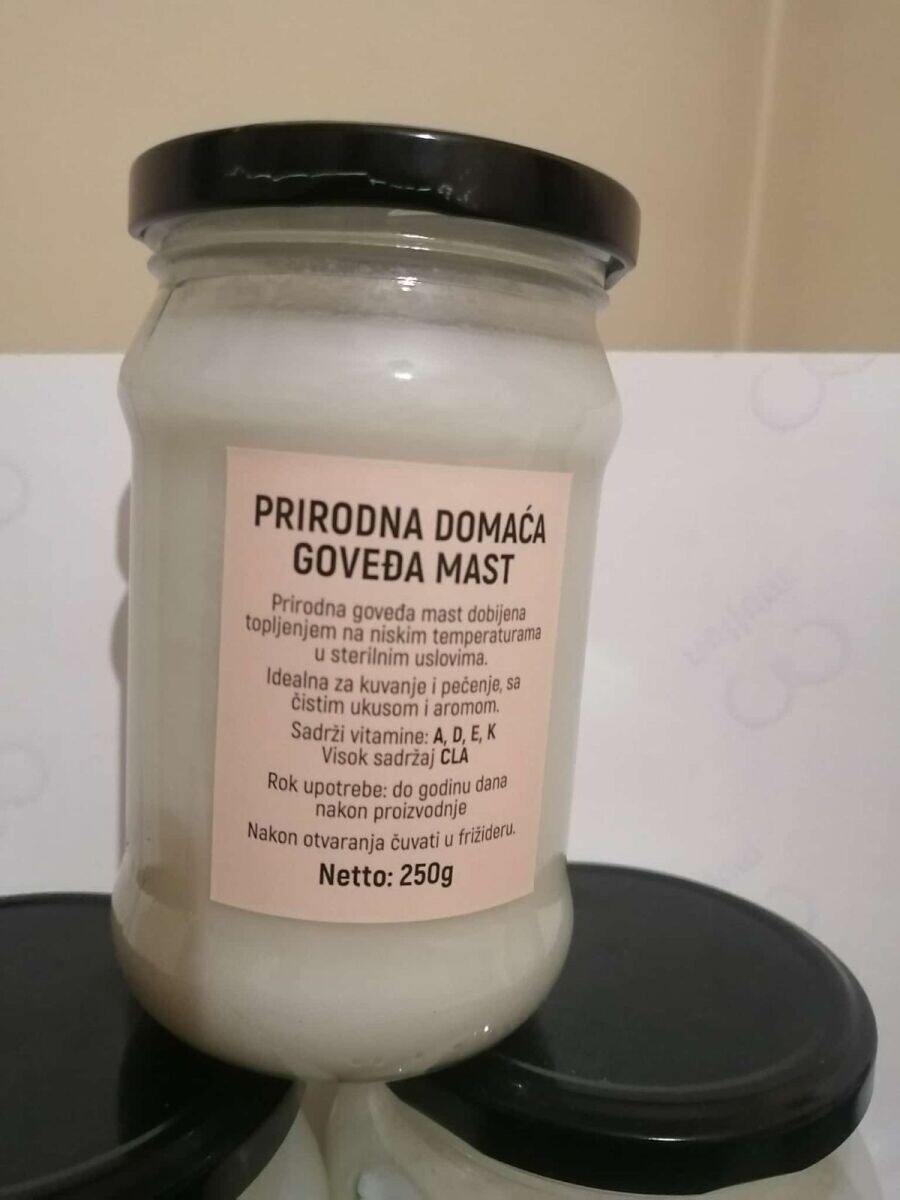 PRIRODNA DOMAĆA
GOVEĐA MAST
Prirodna goveđa mast dobijena
topljenjem na niskim temperaturama
u sterilnim uslovima.
Idealna za kuvanje i pečenje, sa
čistim ukusom i aromom.
Sadrži vitamine: A, D, E, K
Visok sadržaj CLA
Rok upotrebe: do godinu dana
nakon proizvodnje
Nakon otvaranja čuvati u frižideru.
Netto: 250g